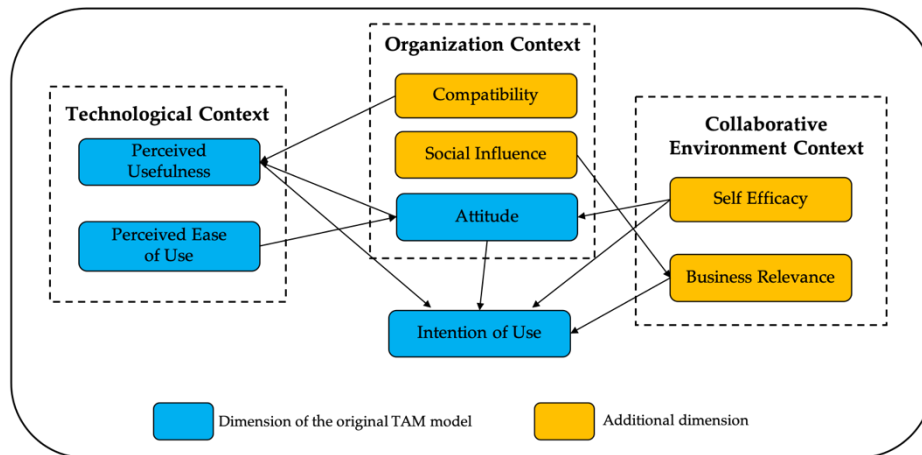 Organization Context
Compatibility
Social Influence
Attitude
Technological Context
Perceived
Usefulness
Perceived Ease
of Use
Collaborative
Environment Context
Self Efficacy
Business Relevance
Intention of Use
Dimension of the original TAM model
Additional dimension